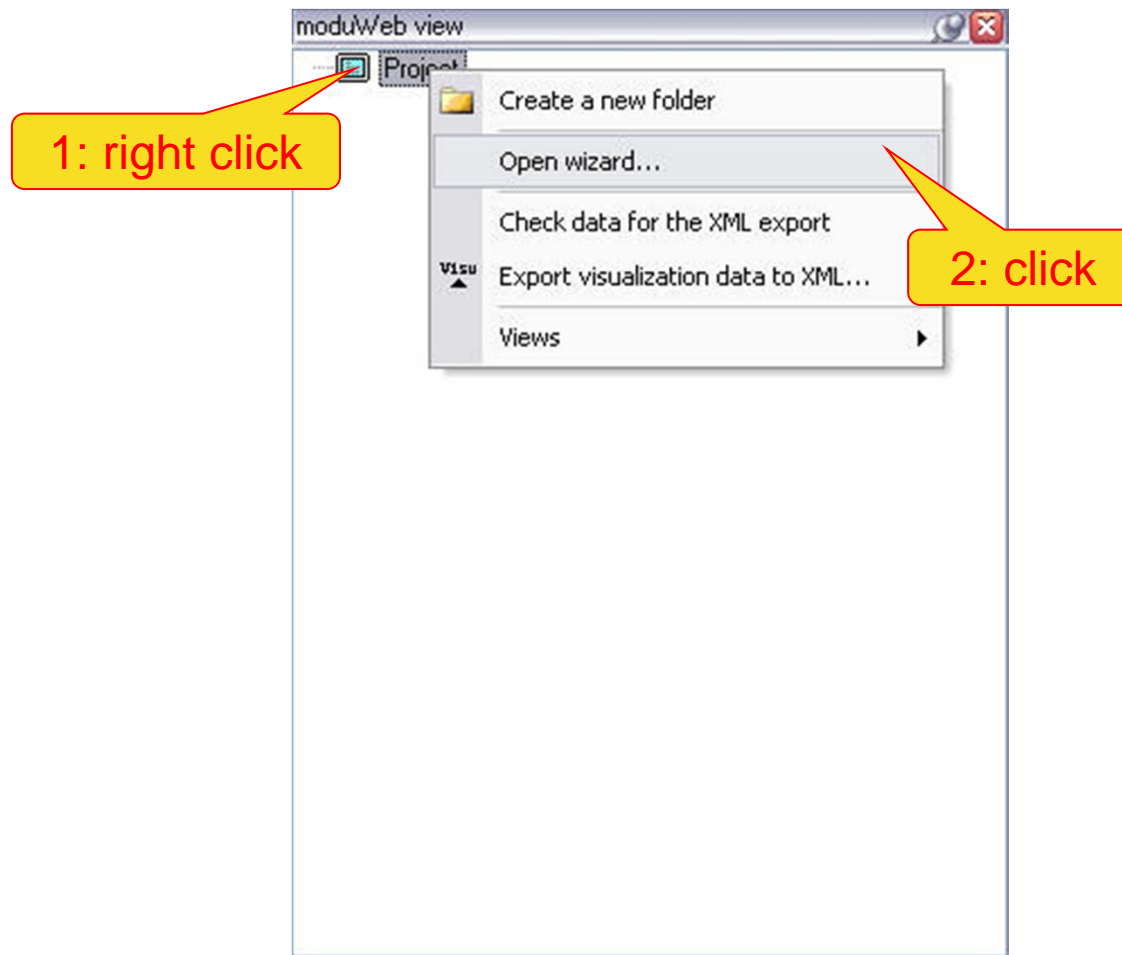 moduWeb view
Project
Create a new folder
1: right click
Open wizard...
Check data for the XML export
2: click
Visu
Export visualization data to XML...
Views